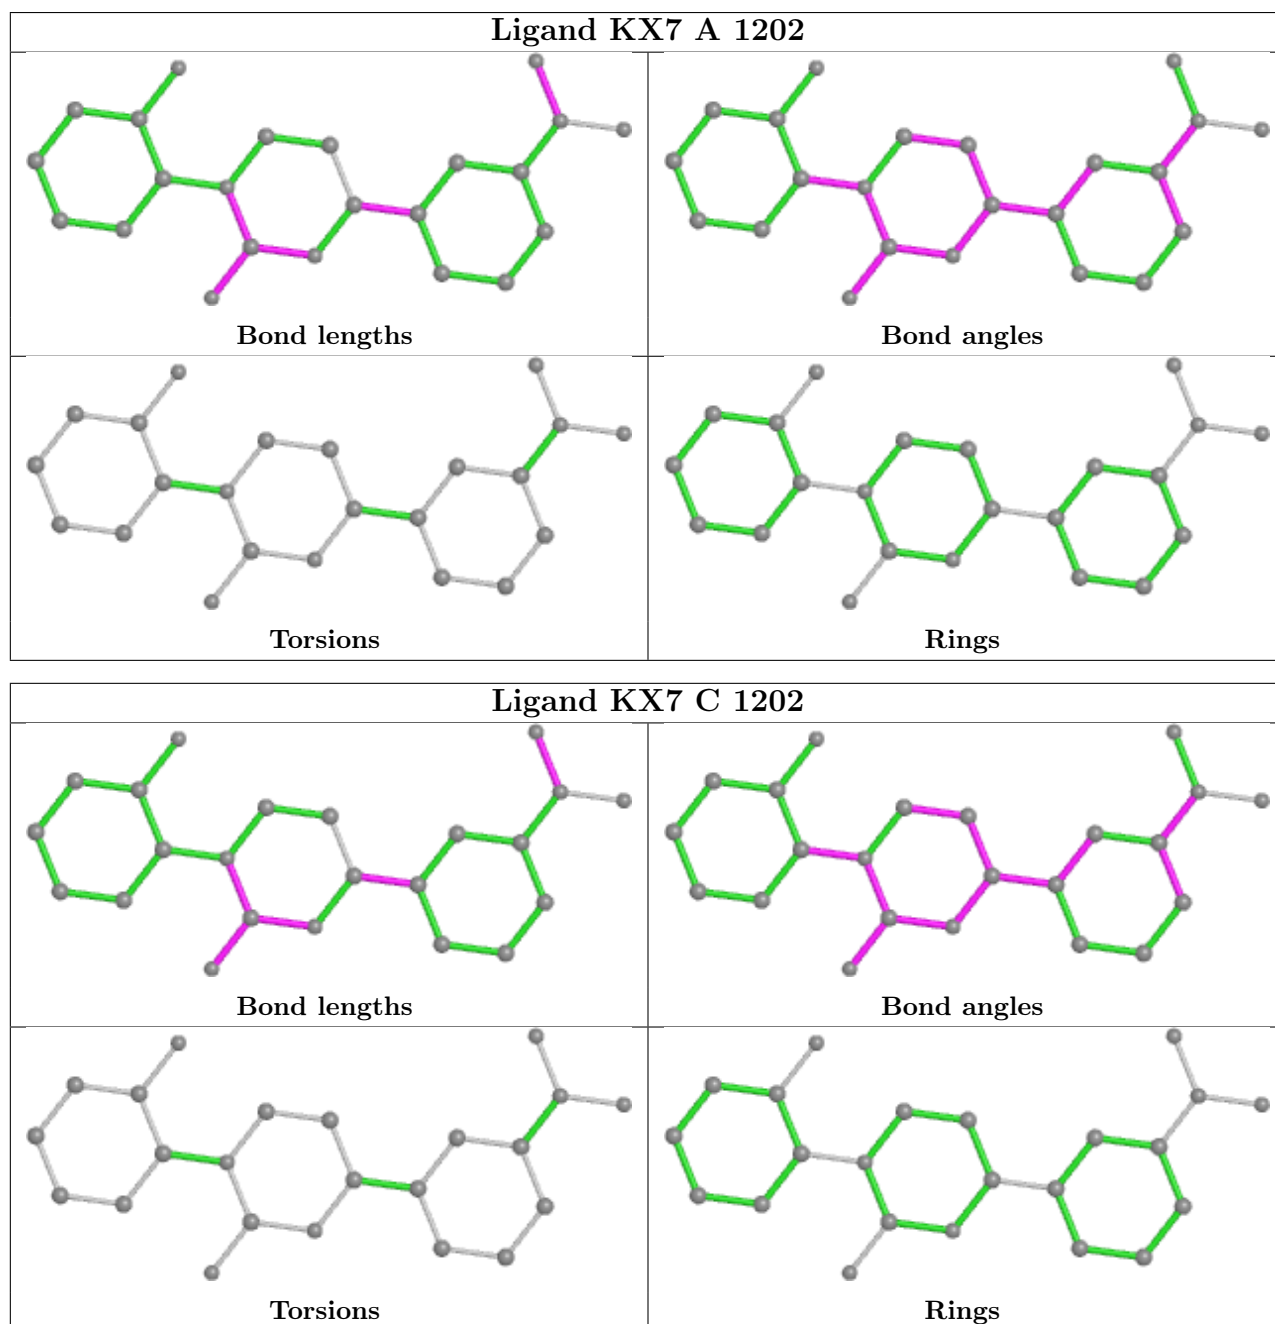 Ligand KX7 A 1202
Bond lengths
Bond angles
Torsions
Rings
Ligand KX7 C 1202
Bond lengths
Bond angles
Torsions
Rings